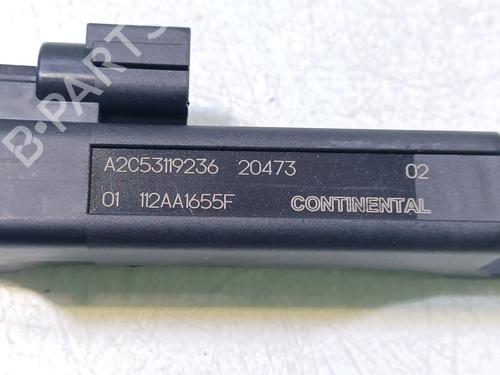 B-PARTS
A2C53119236 20473 02
01 112AA1655F CONTINENTAL